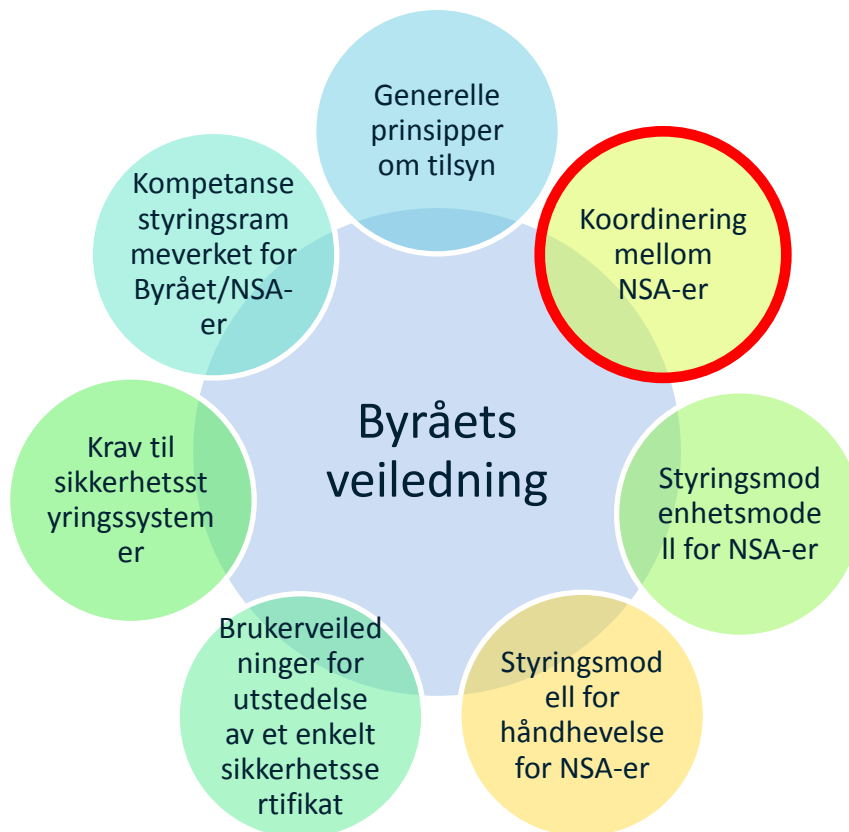 Generelle
prinsipper
om tilsyn
Koordinering
mellom
NSA-er
Styringsmod
enhetsmode
ll for NSA-er
Styringsmod
ell for
håndhevelse
for NSA-er
Brukerveiled
ninger for
utstedelse
av et enkelt
sikkerhetsse
rtifikat
Krav til
sikkerhetsst
yringssystem
er
Kompetanse
styringsram
meverket for
Byrået/NSA-
er
Byråets
veiledning